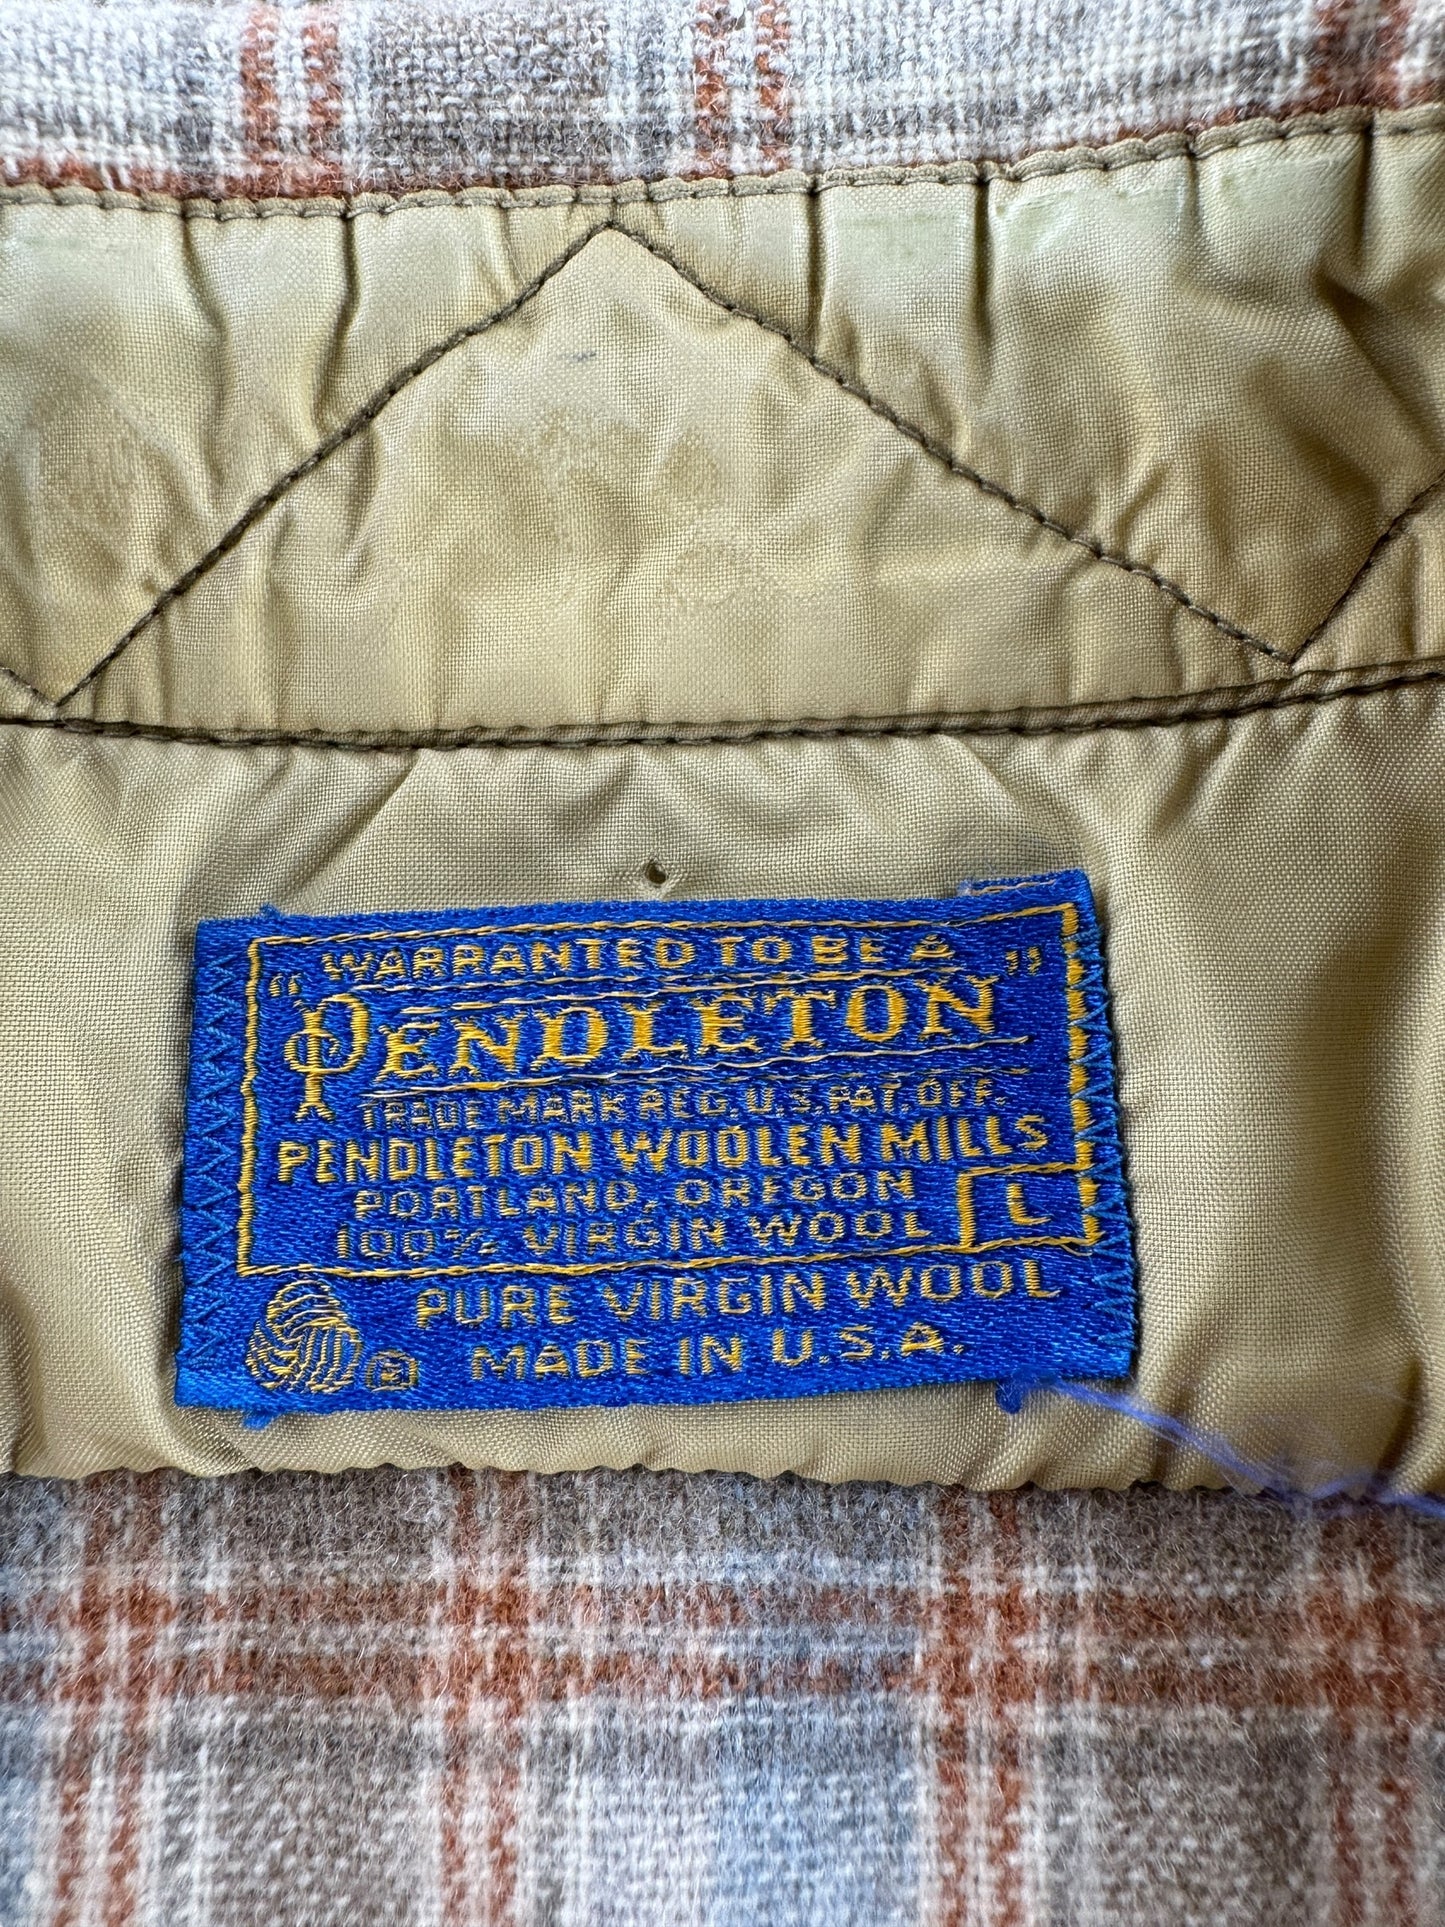 "WARRANTED TO BE A
PENDLETON"
TRADE MARK REG. U.S. PAT. OFF.
PENDLETON WOOLEN MILLS
PORTLAND, OREGON
100% VIRGIN WOOL L
PURE VIRGIN WOOL
R MADE IN U.S.A.